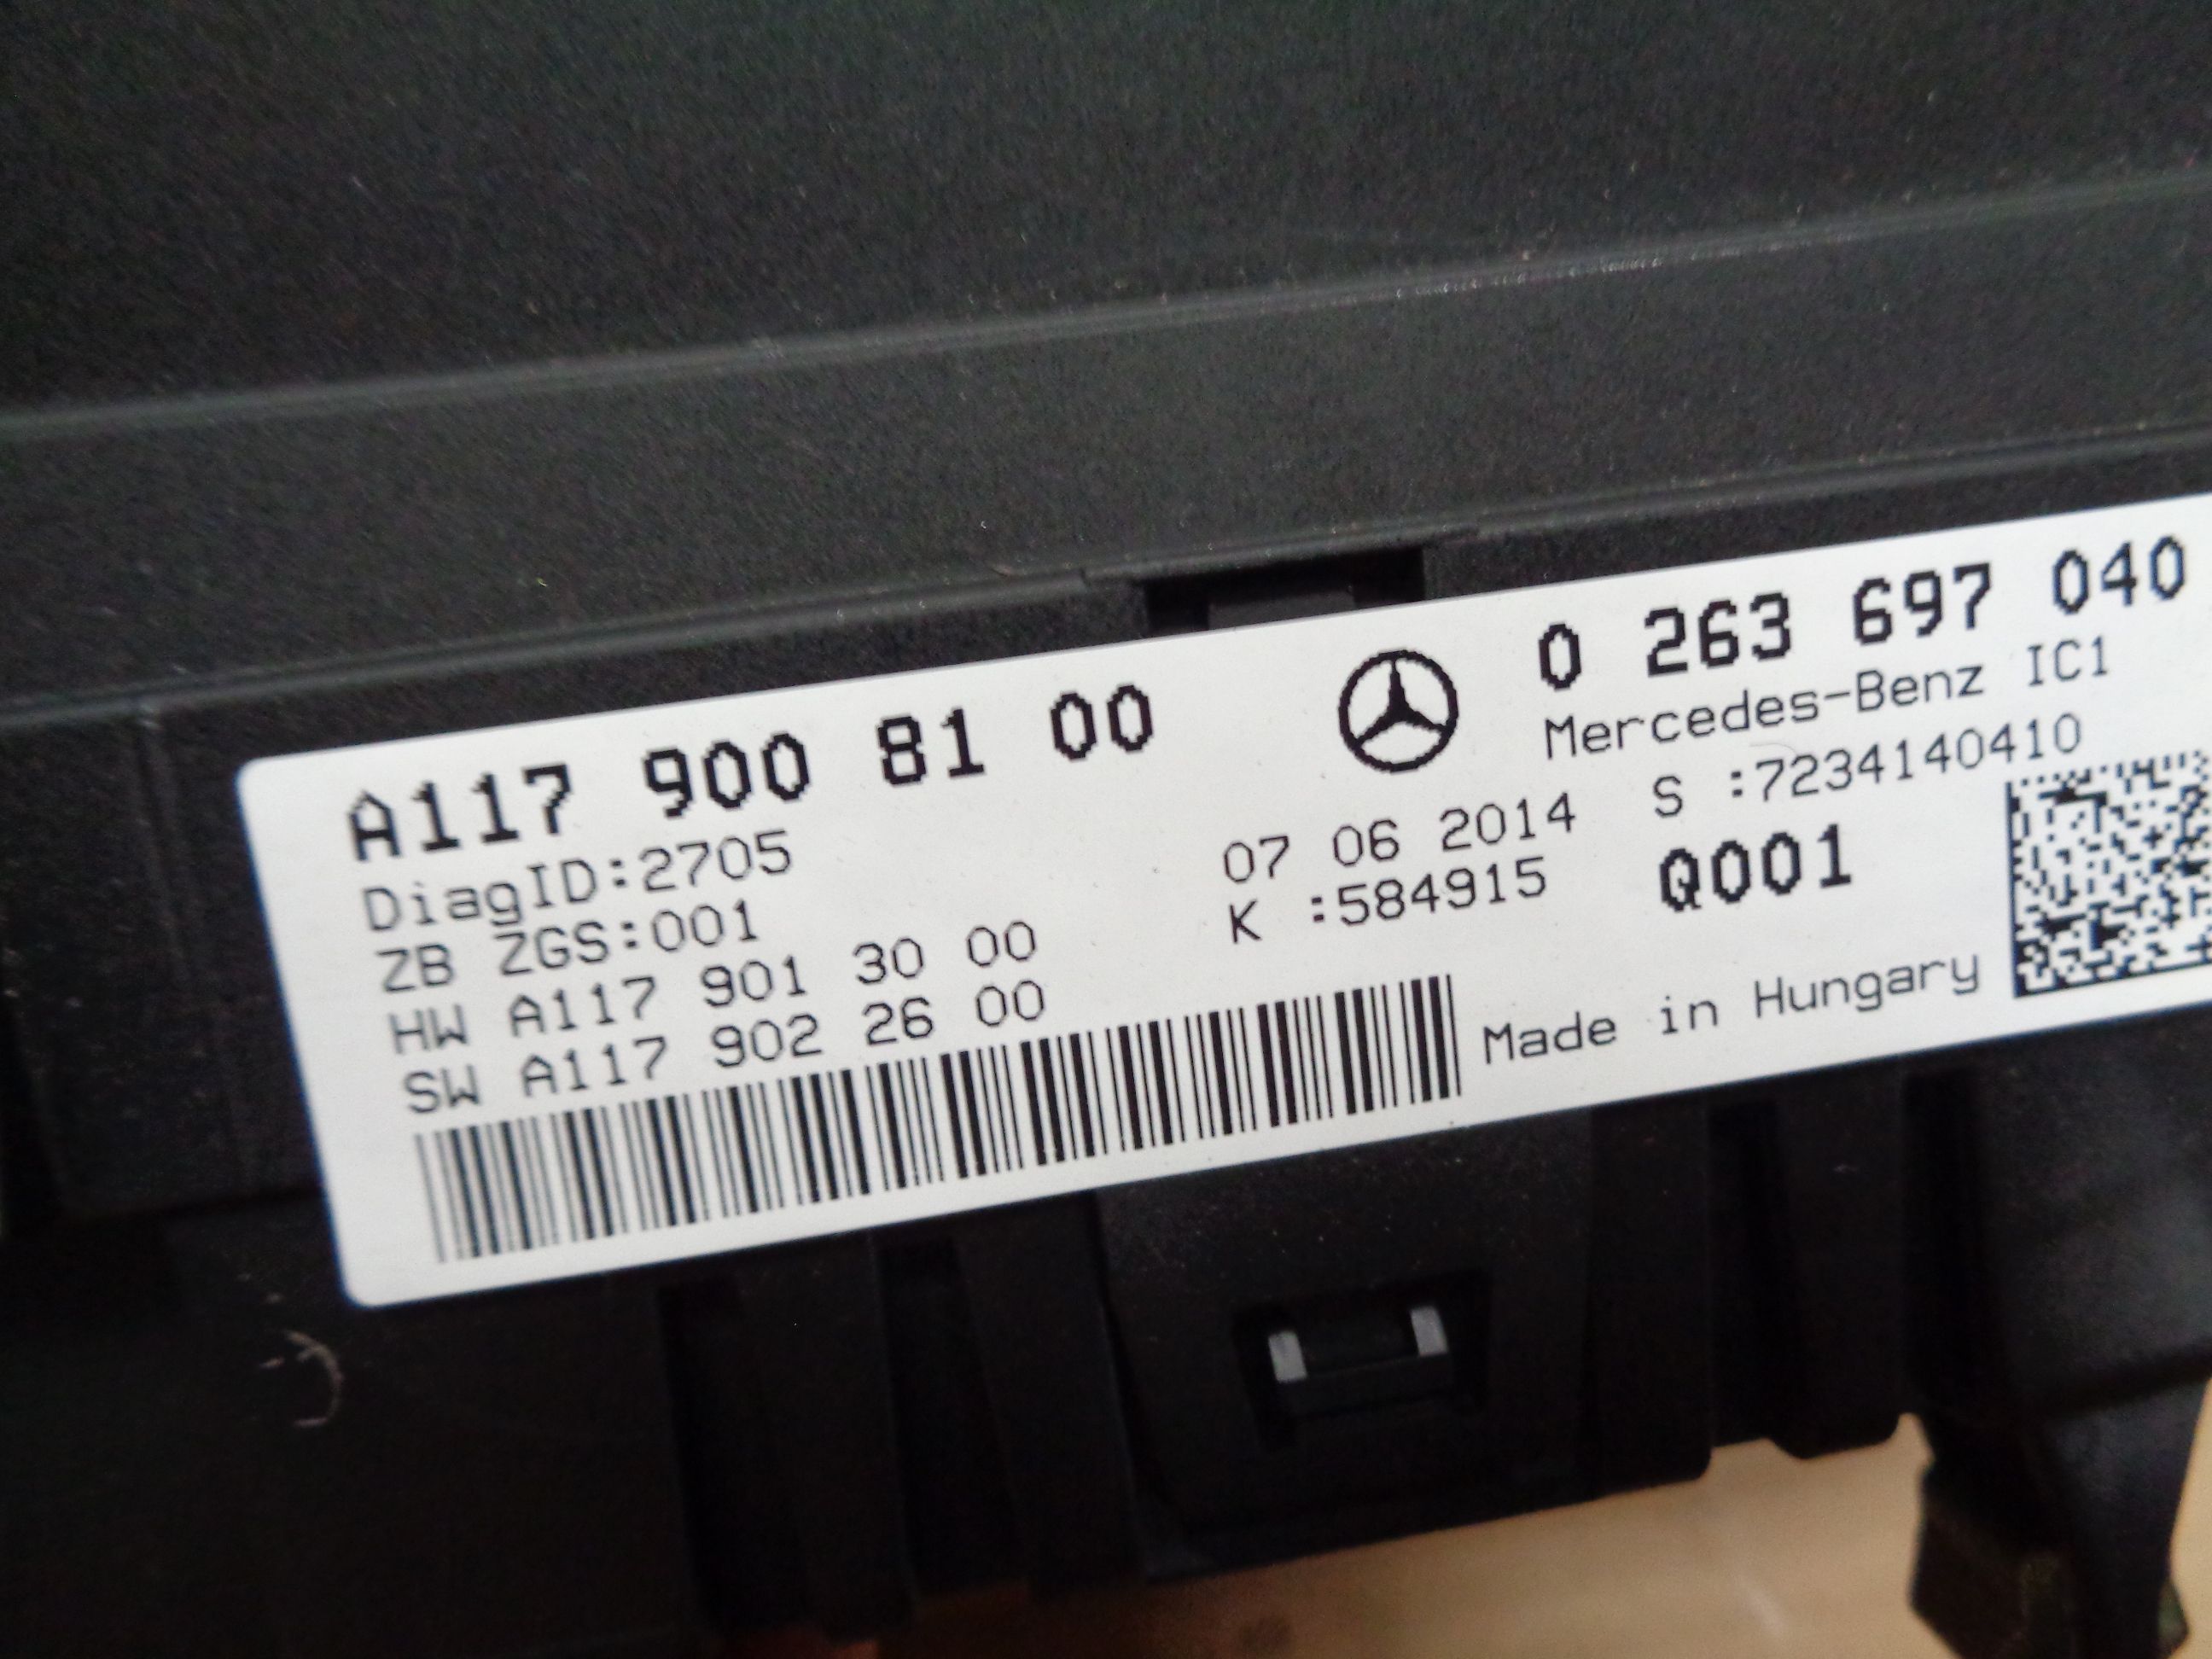 A117 900 81 00
DiagID:2705
ZB ZGS:001
HW A117 901 30 00
SW A117 902 26 00
0 263 697 040
Mercedes-Benz IC1
07 06 2014 S :7234140410
K :584915 Q001
Made in Hungary